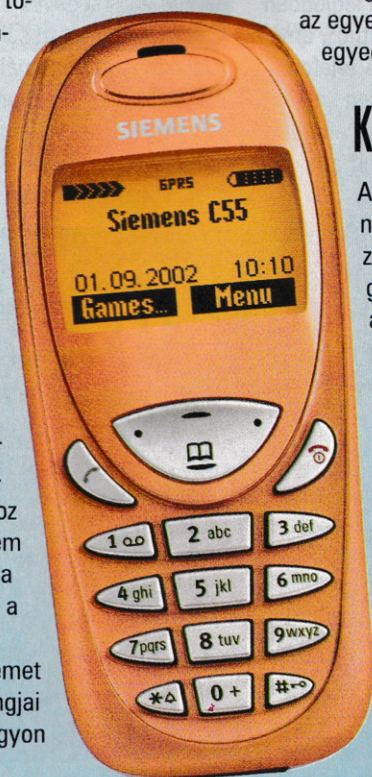 az egye
egyed
SIEMENS
GPRS
Siemens C55
01.09.2002 10:10
Games... Menu
1
2 abc
3 def
4 ghi
5 jkl
6 mno
7pqrs
8 tuv
9wxyz
*
0 +
#
K
A
n
z
g
a
oz
em
a
a
emet
ngjai
gyon